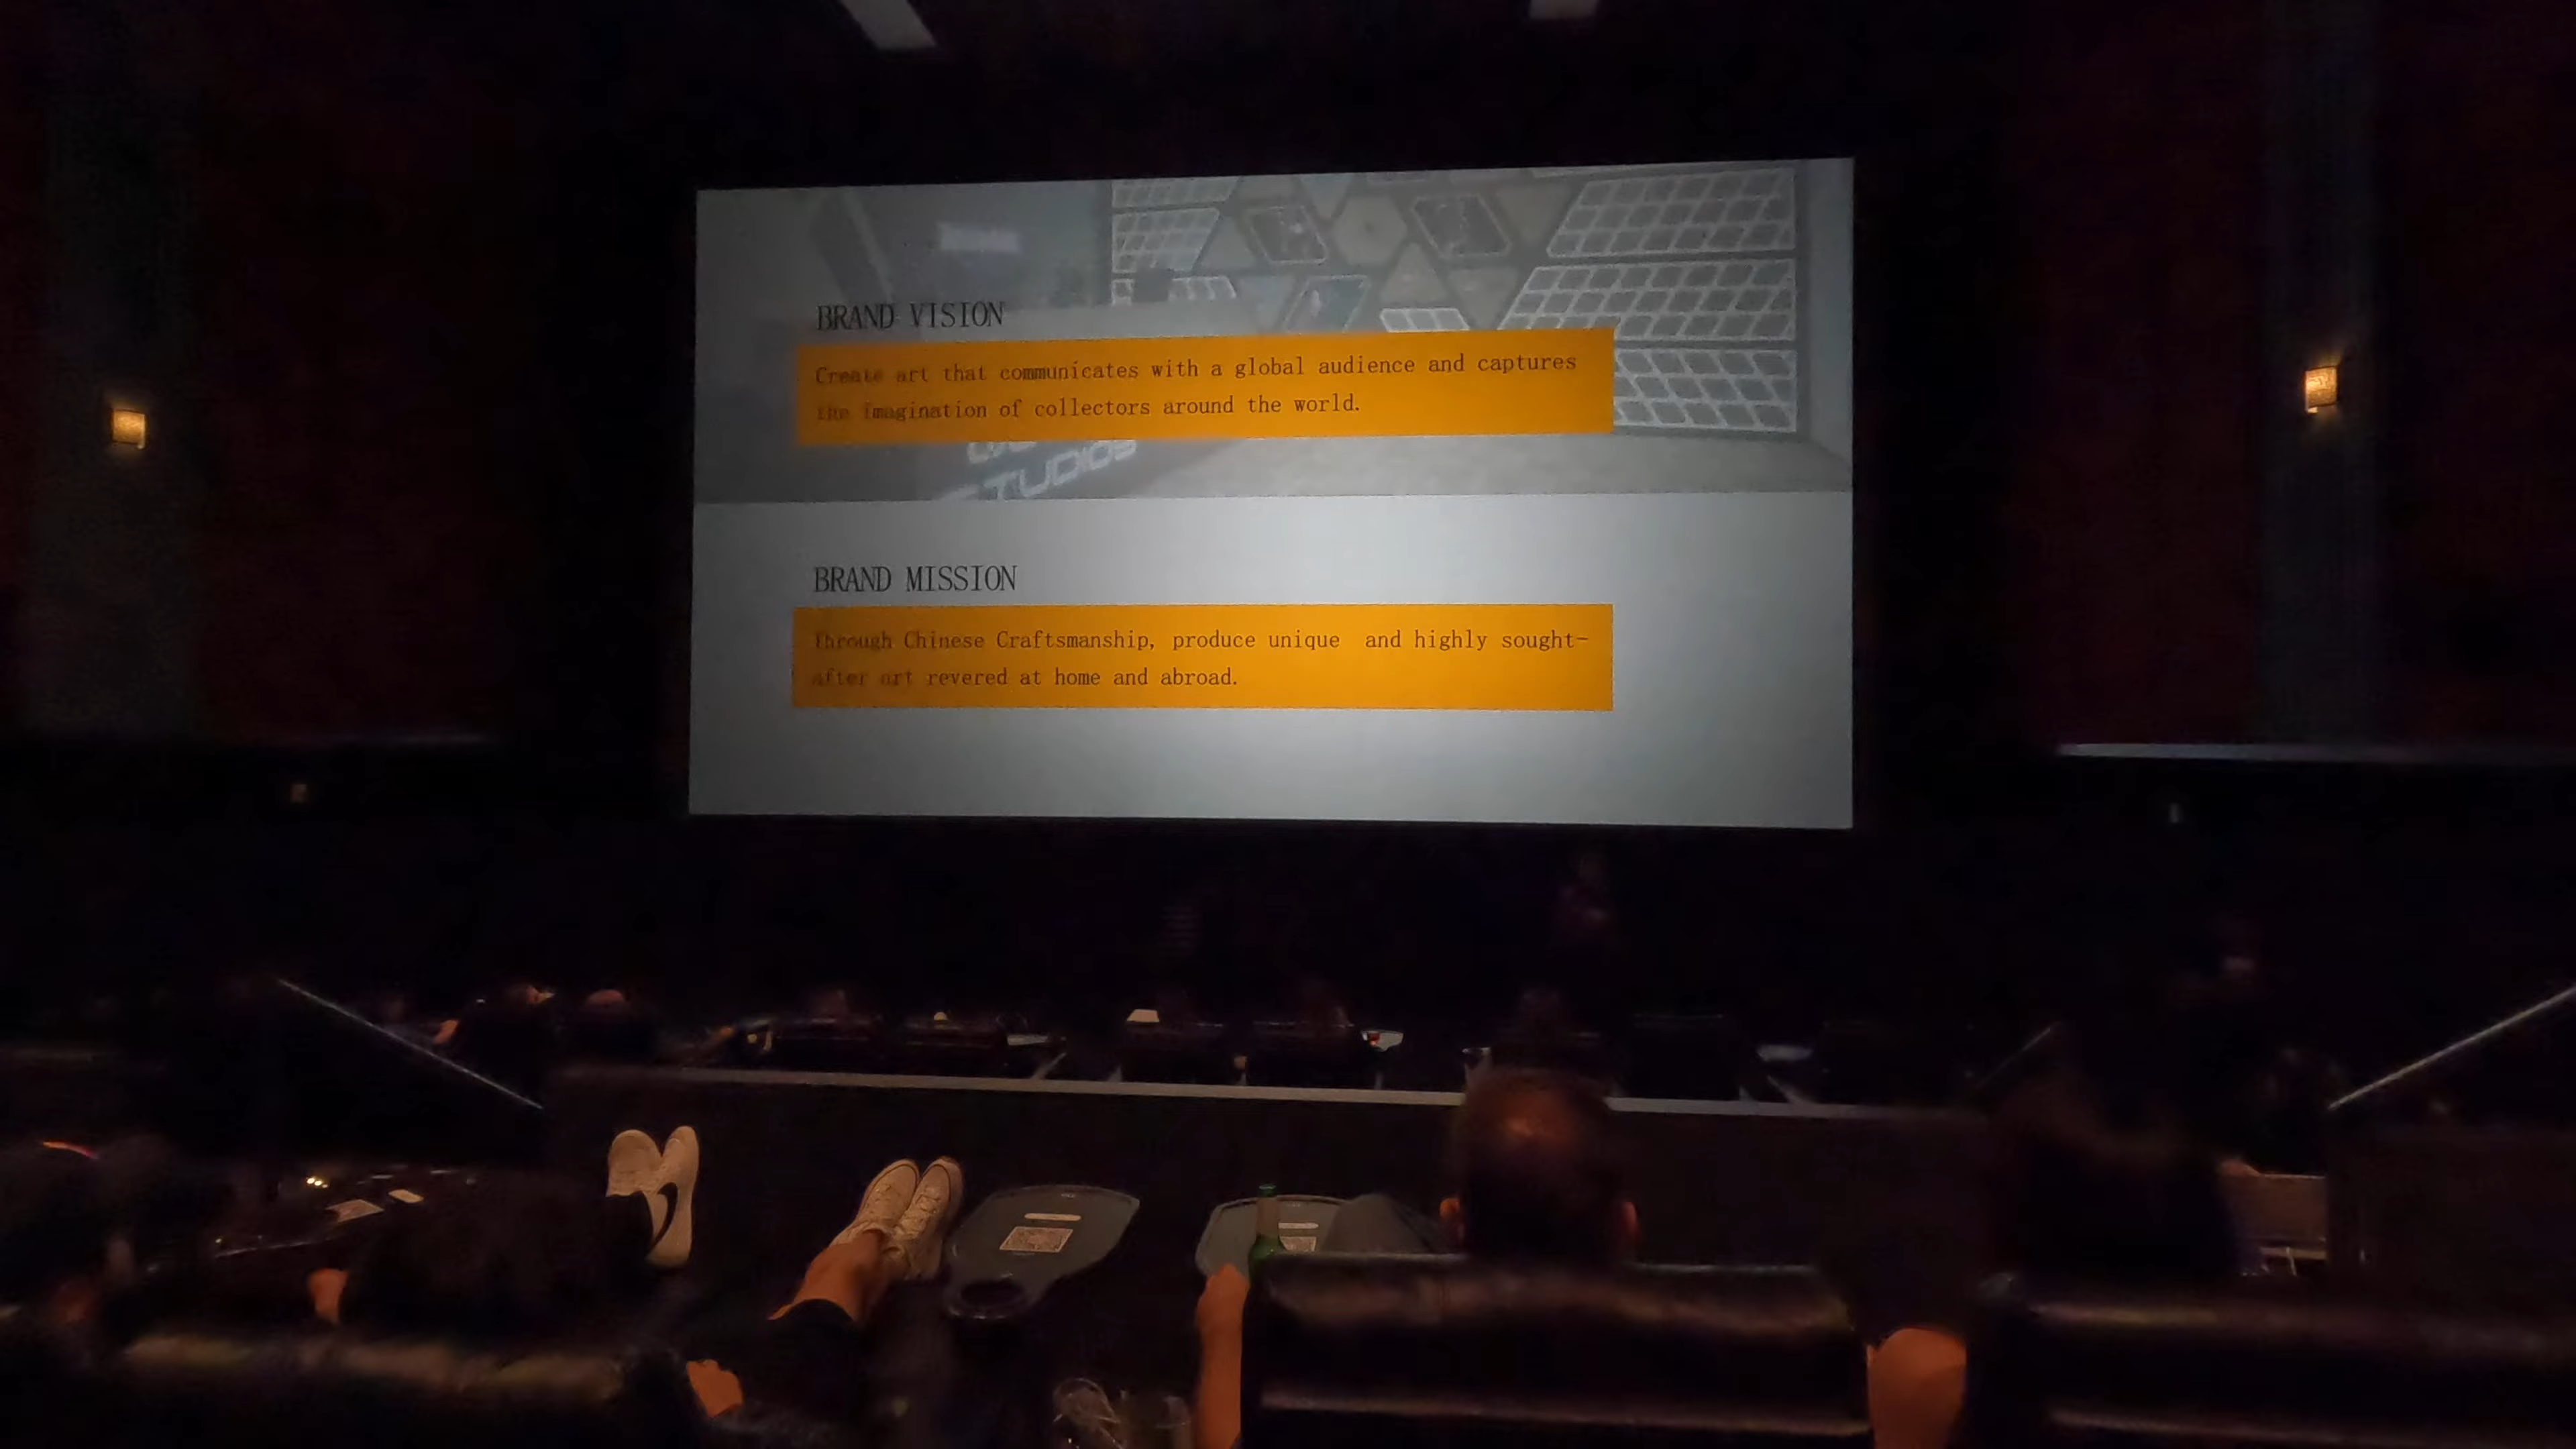 BRAND VISION
Create art that communicates with a global audience and captures
the imagination of collectors around the world.
STUDIOS
BRAND MISSION
Through Chinese Craftsmanship, produce unique  and highly sought-
after art revered at home and abroad.